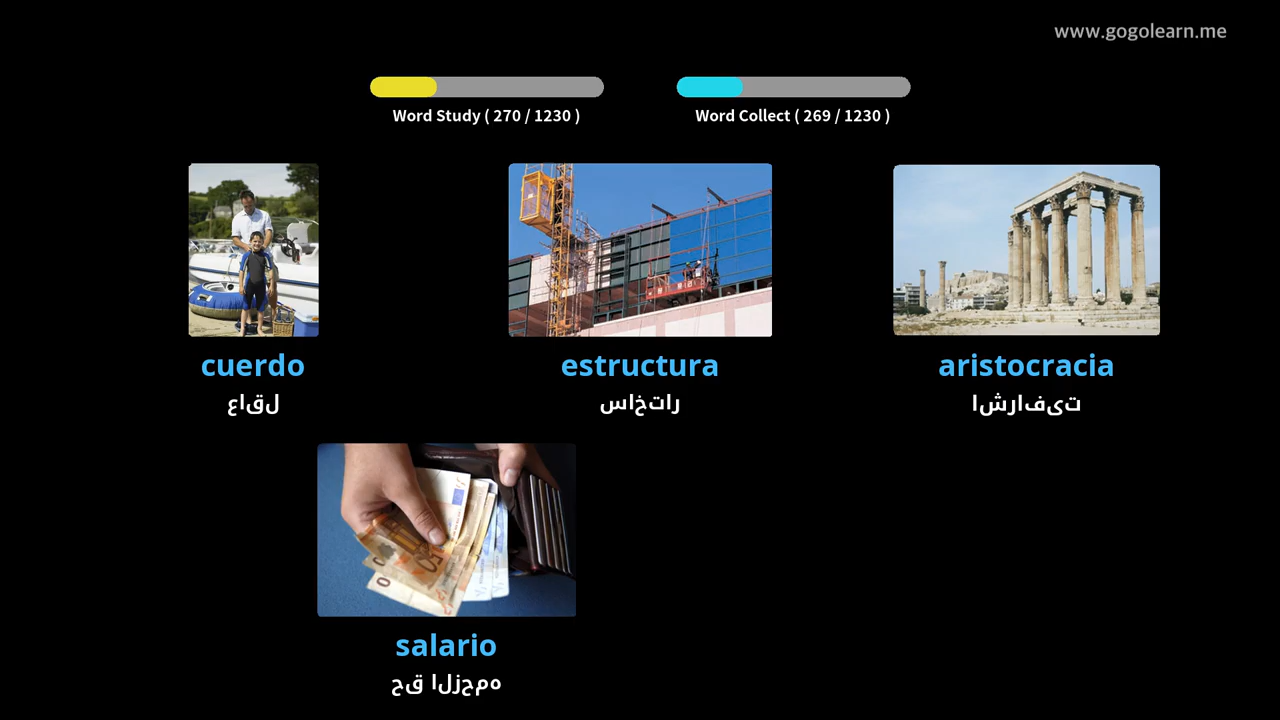 www.gogolearn.me
Word Study ( 270 / 1230 )
Word Collect ( 269 / 1230 )
cuerdo
عاقل
estructura
ساختار
aristocracia
اشرافیت
salario
حق الزحمه